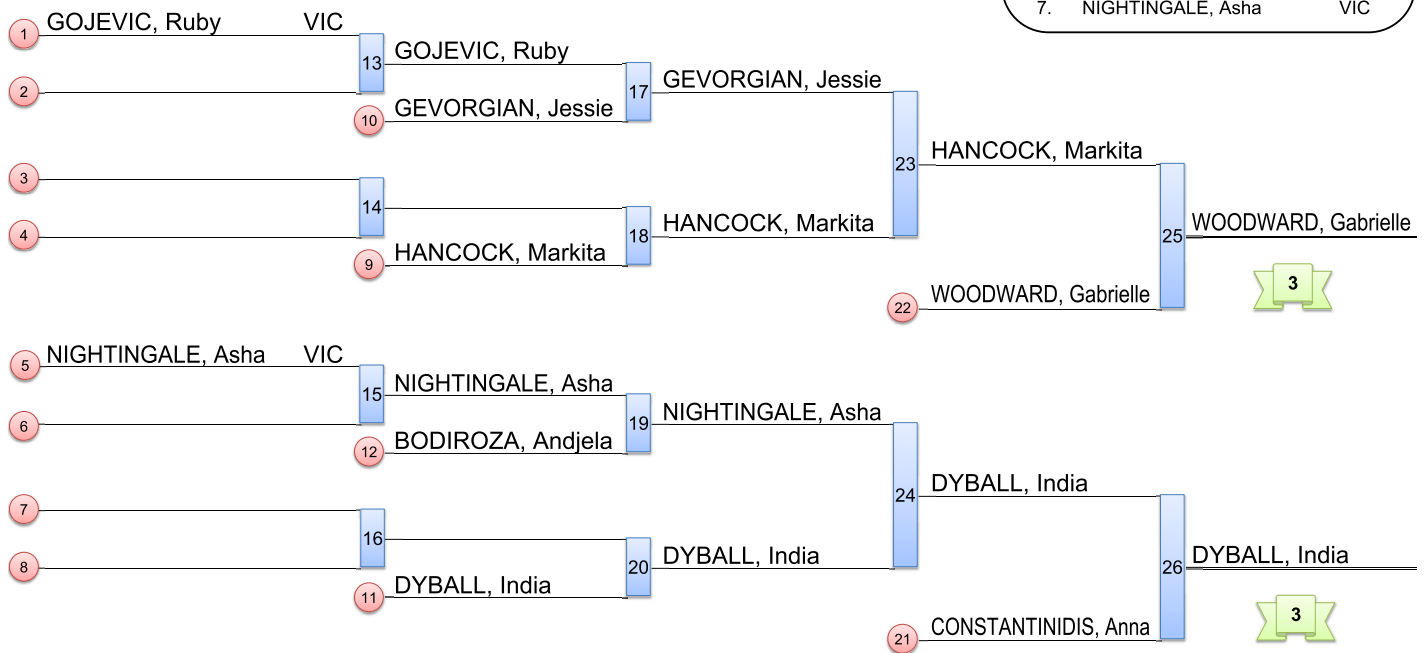 7. NIGHTINGALE, Asha VIC
1 GOJEVIC, Ruby VIC
13 GOJEVIC, Ruby
2
17 GEVORGIAN, Jessie
10 GEVORGIAN, Jessie
23 HANCOCK, Markita
3
14
4
18 HANCOCK, Markita
9 HANCOCK, Markita
25 WOODWARD, Gabrielle
3
22 WOODWARD, Gabrielle
5 NIGHTINGALE, Asha VIC
15 NIGHTINGALE, Asha
6
19 NIGHTINGALE, Asha
12 BODIROZA, Andjela
24 DYBALL, India
7
16
8
20 DYBALL, India
11 DYBALL, India
26 DYBALL, India
3
21 CONSTANTINIDIS, Anna